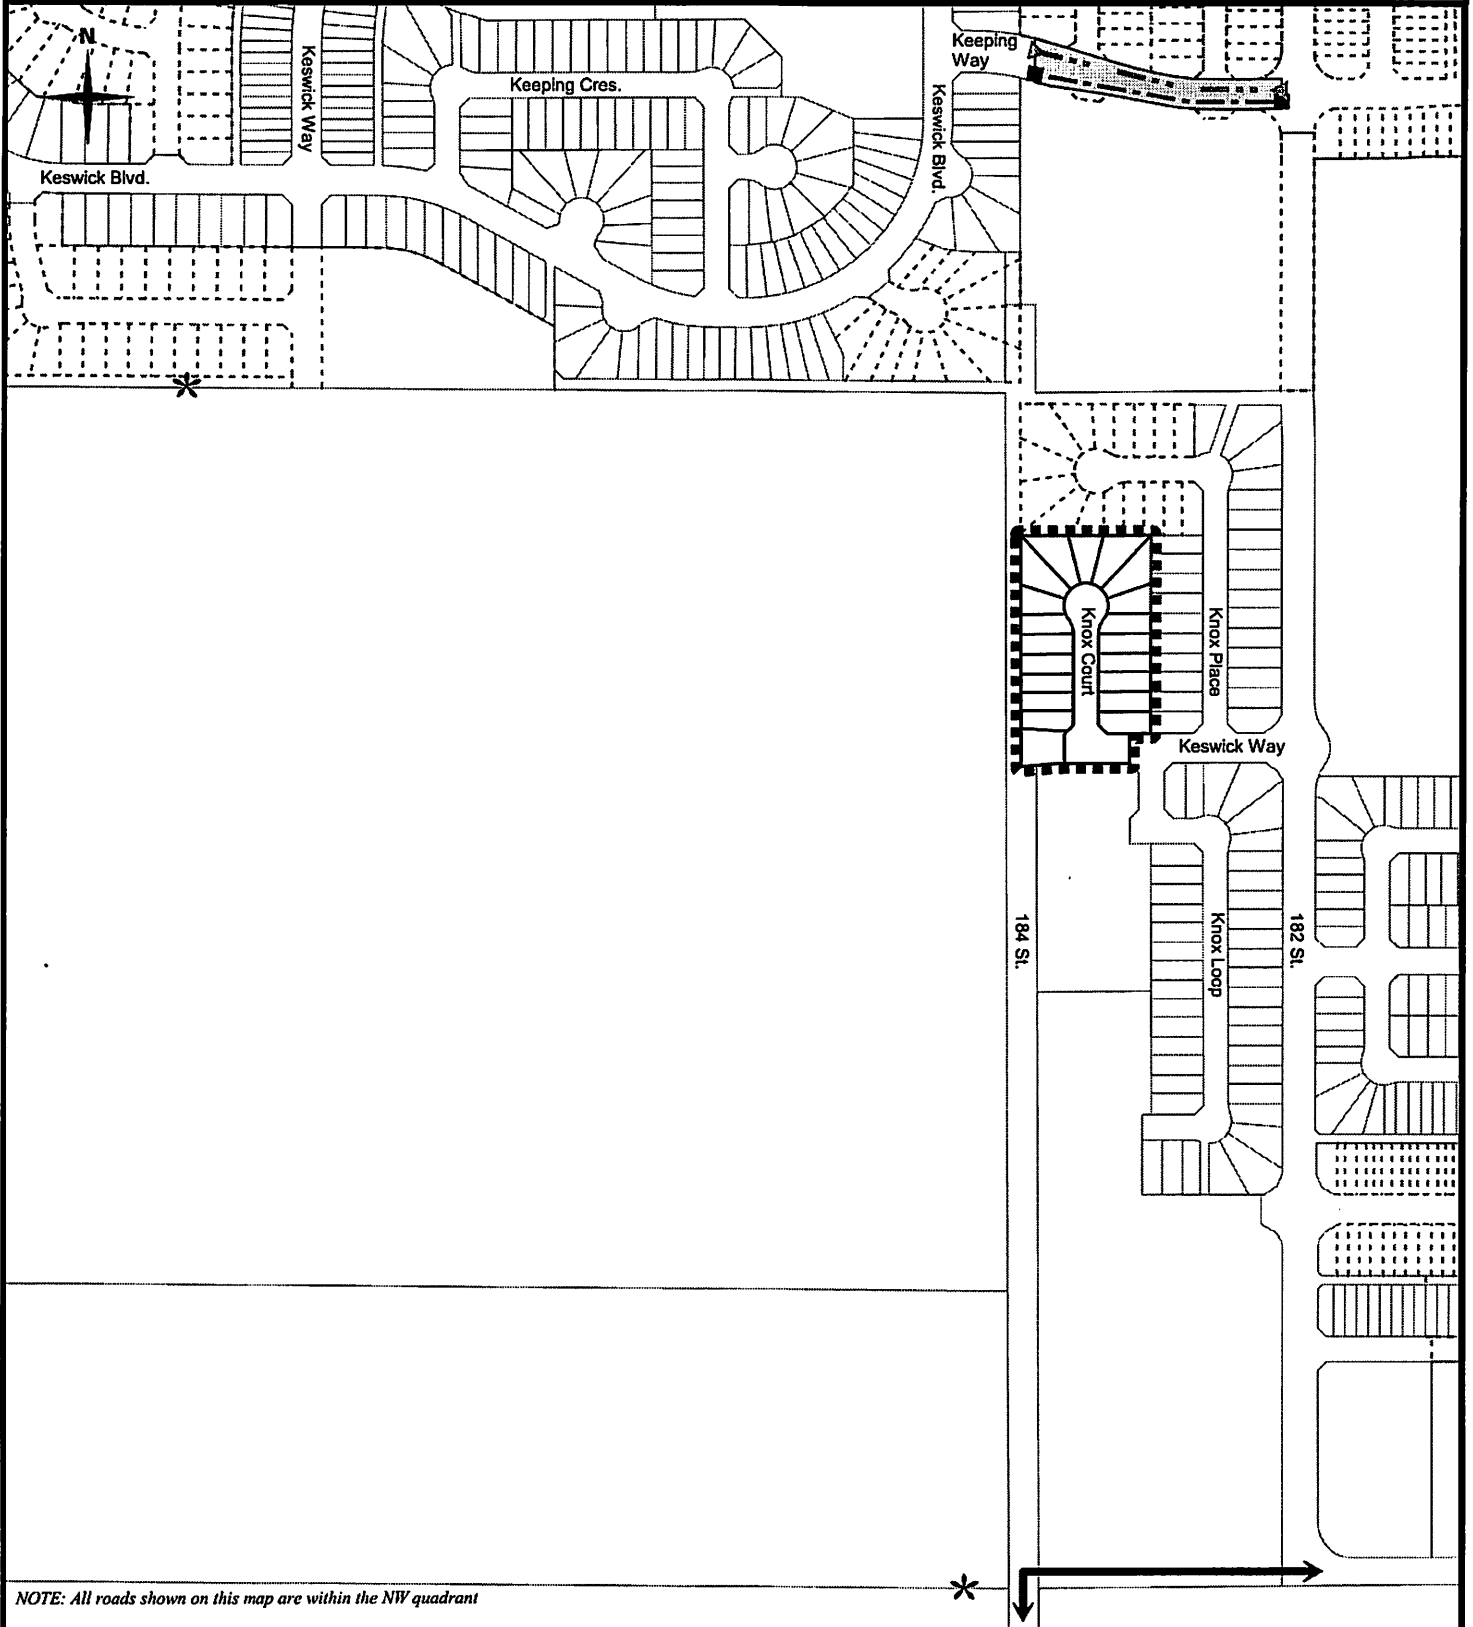 N
Keswick Way
Keeping Cres.
Keeping
Way
Keswick Blvd.
Keswick Blvd.
Knox Court
Knox Place
Keswick Way
184 St.
Knox Loop
182 St.
NOTE: All roads shown on this map are within the NW quadrant